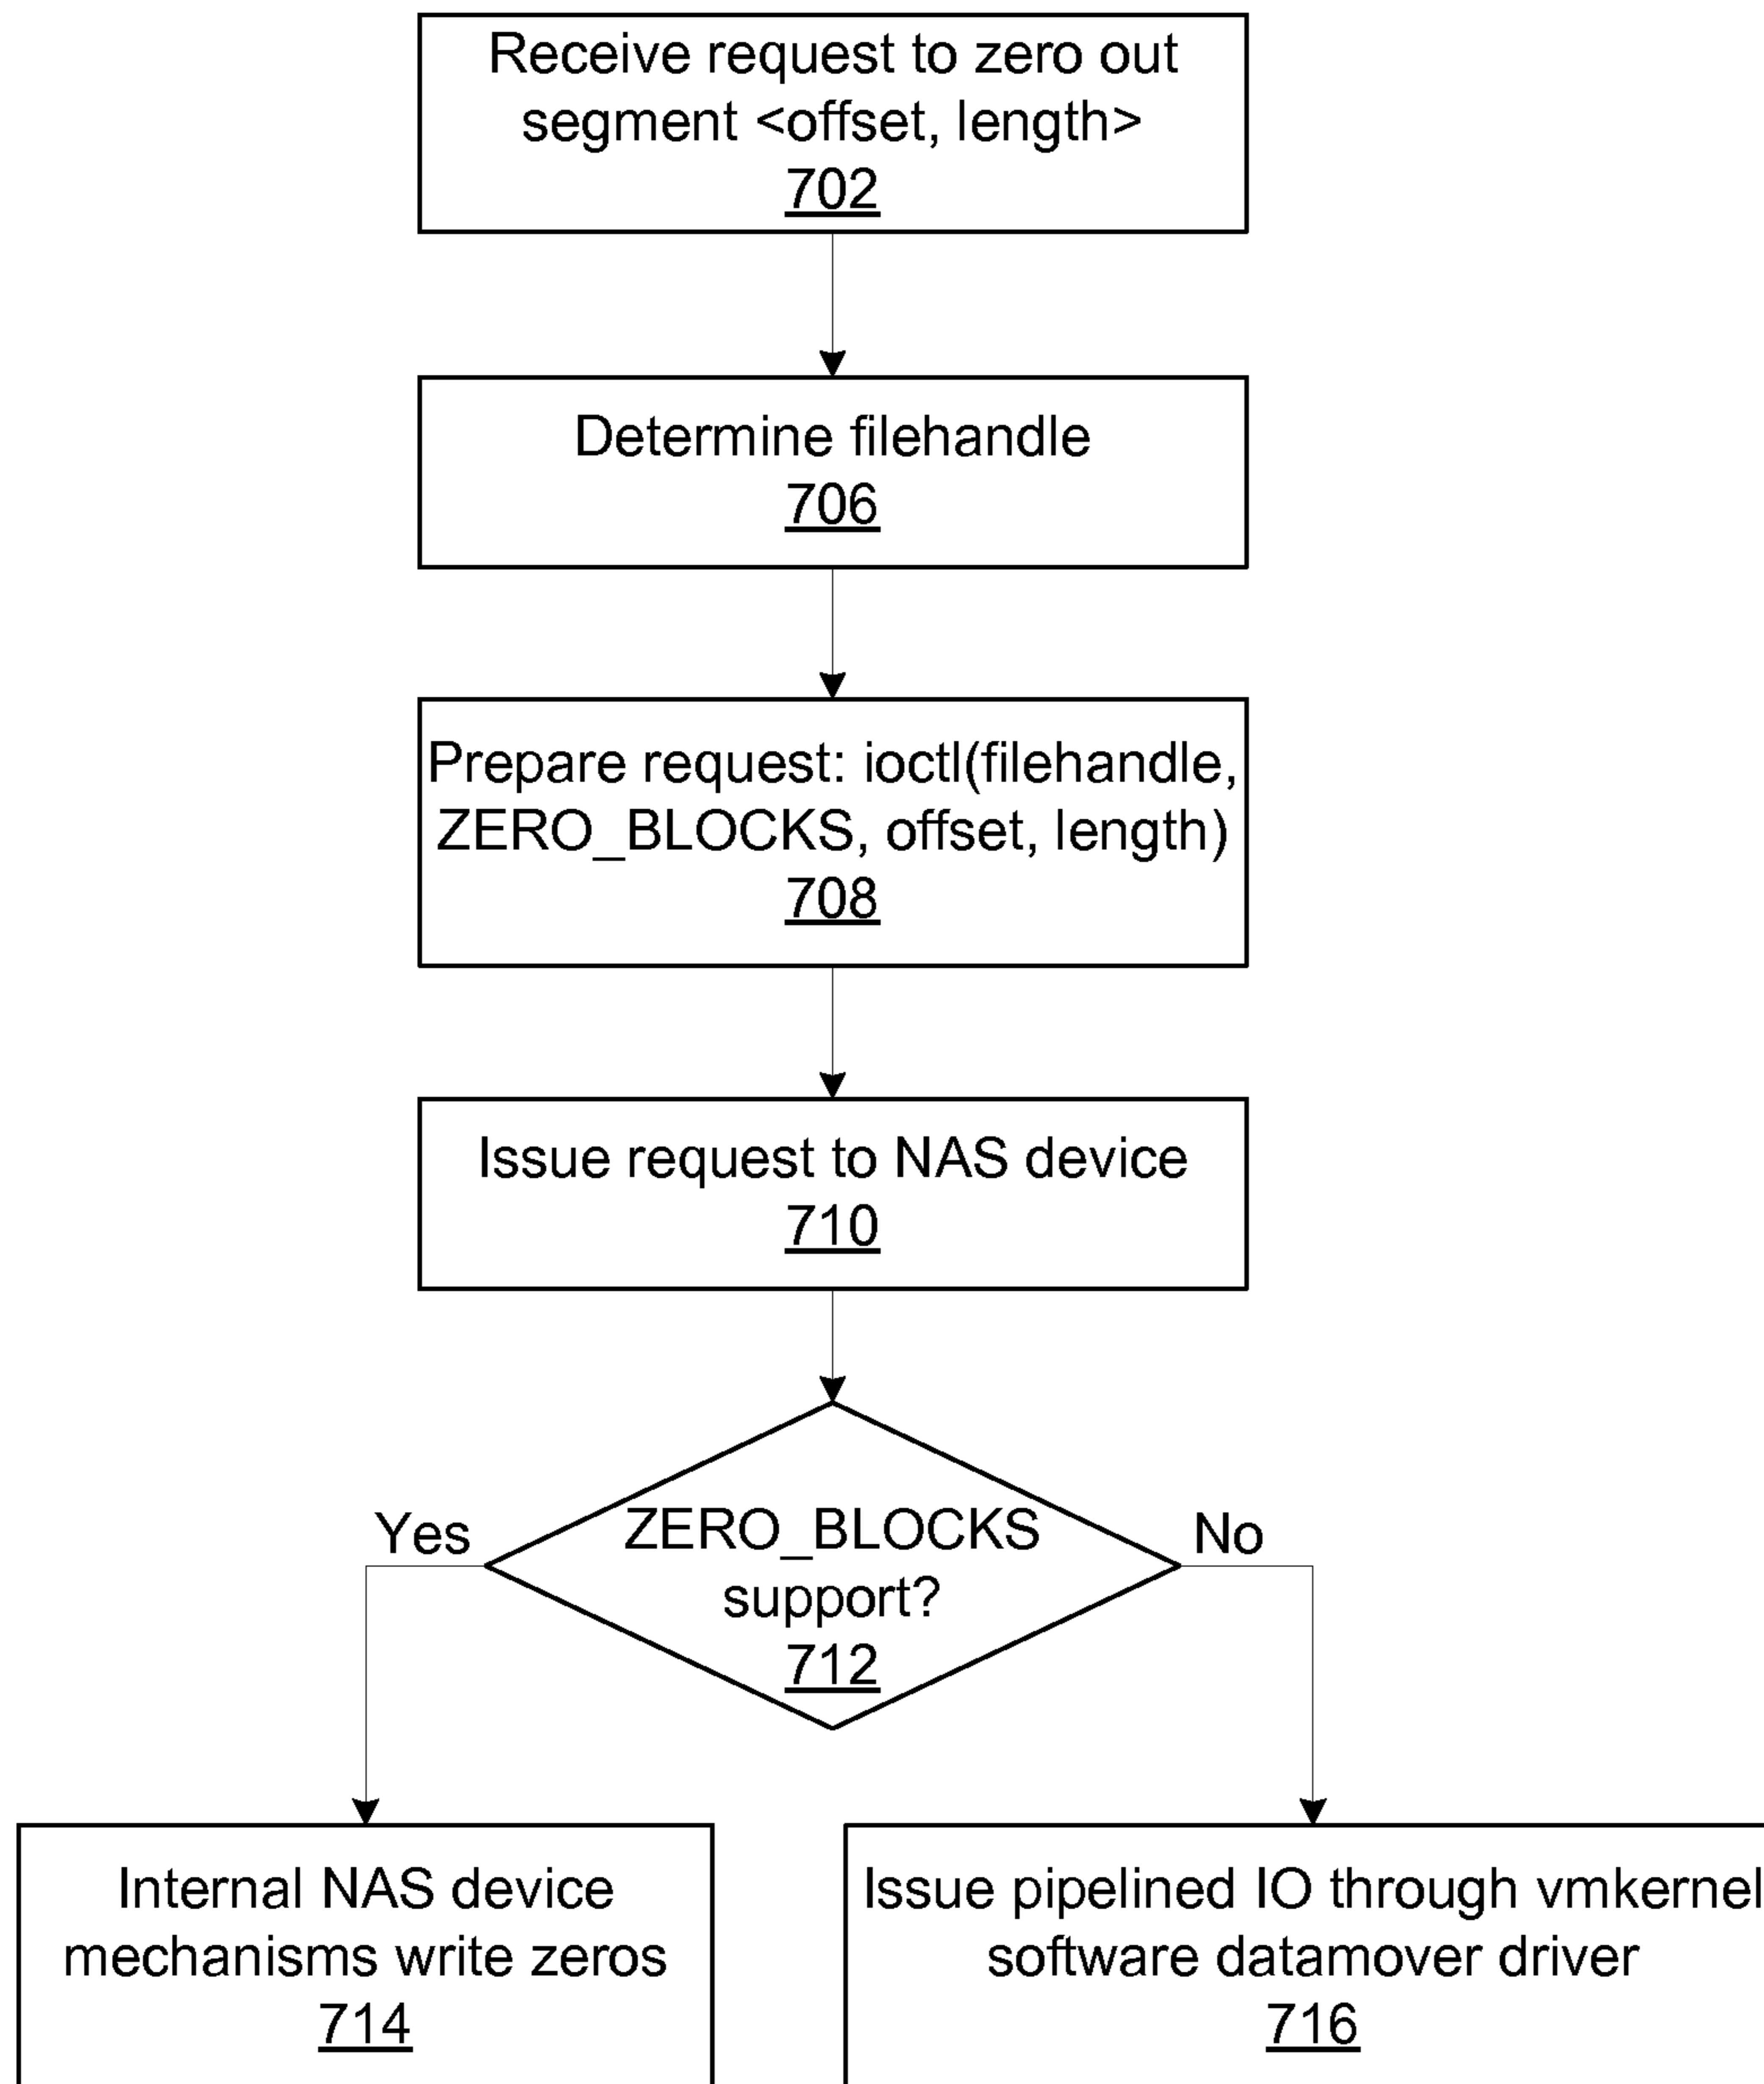 Receive request to zero out
segment <offset, length>
702
Determine filehandle
706
Prepare request: ioctl(filehandle,
ZERO_BLOCKS, offset, length)
708
Issue request to NAS device
710
ZERO_BLOCKS
support?
712
Yes
No
Internal NAS device
mechanisms write zeros
714
Issue pipelined IO through vmkernel
software datamover driver
716